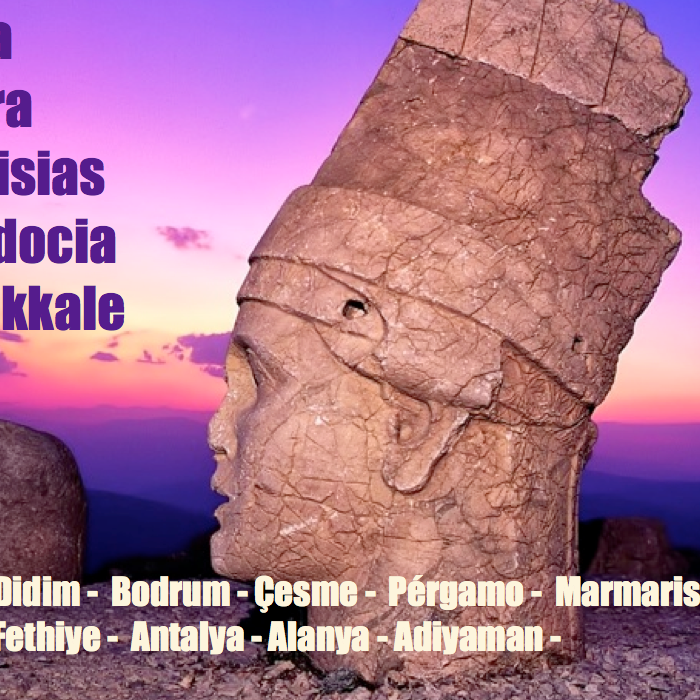 a
ra
isias
docia
kkale
Didim - Bodrum - Çesme - Pérgamo - Marmaris
Fethiye - Antalya - Alanya - Adiyaman -